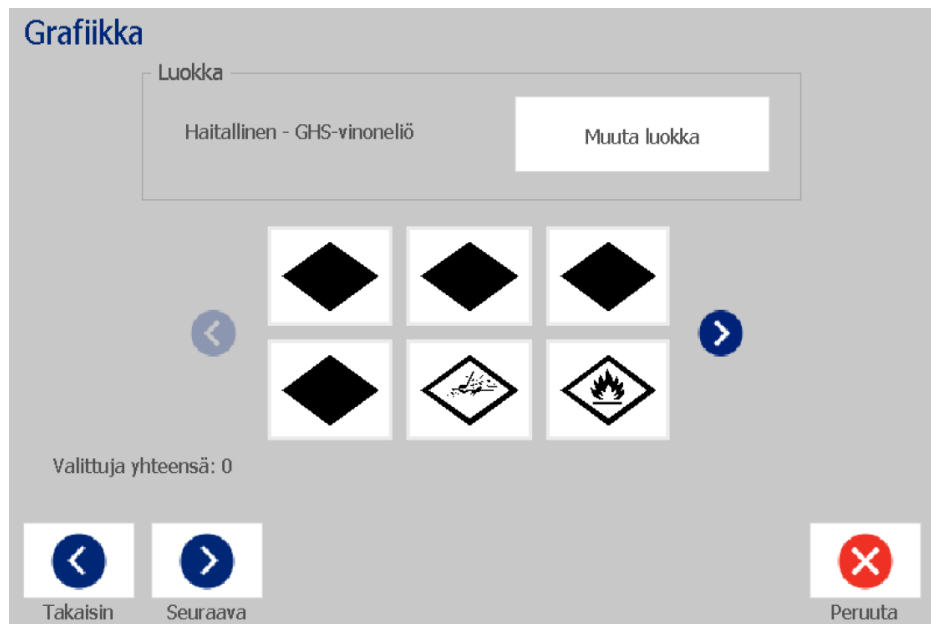 Grafiikka
Luokka
Haitallinen - GHS-vinoneliö
Muuta luokka
Valittuja yhteensä: 0
Takaisin
Seuraava
Peruuta